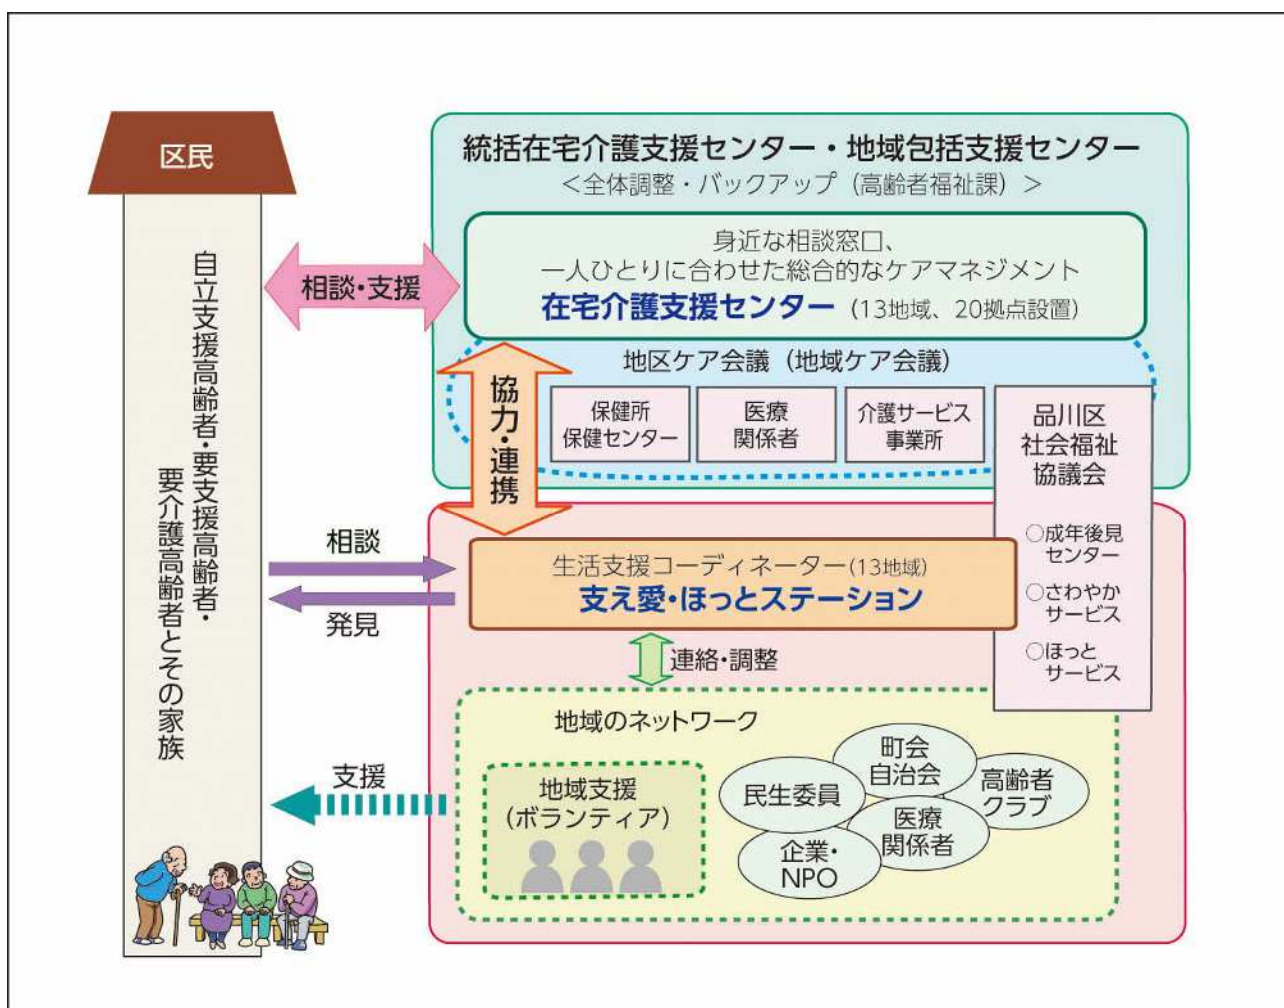 区民
自立支援高齢者・要支援高齢者・
要介護高齢者とその家族
統括在宅介護支援センター・地域包括支援センター
＜全体調整・バックアップ（高齢者福祉課）＞
身近な相談窓口、
一人ひとりに合わせた総合的なケアマネジメント
在宅介護支援センター（13地域、20拠点設置）
相談・支援
地区ケア会議（地域ケア会議）
協力・連携
保健所
保健センター
医療
関係者
介護サービス
事業所
品川区
社会福祉
協議会
○成年後見
センター
○さわやか
サービス
○ほっと
サービス
相談
発見
生活支援コーディネーター(13地域)
支え愛・ほっとステーション
連絡・調整
地域のネットワーク
支援
地域支援
(ボランティア)
町会
自治会
民生委員
高齢者
クラブ
医療
関係者
企業・
NPO